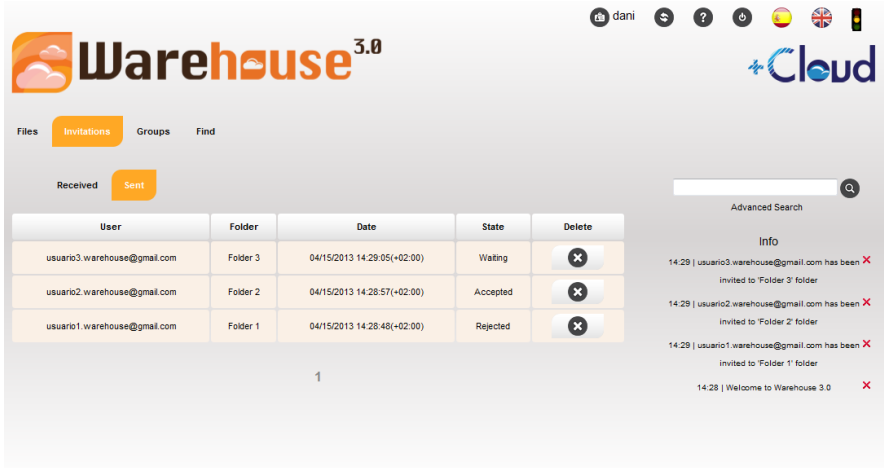 dani
?
Warehouse 3.0
+Cloud
Files Invitations Groups Find
Received Sent
Advanced Search
User Folder Date State Delete
usuario3.warehouse@gmail.com Folder 3 04/15/2013 14:29:05(+02:00) Waiting
usuario2.warehouse@gmail.com Folder 2 04/15/2013 14:28:57(+02:00) Accepted
usuario1.warehouse@gmail.com Folder 1 04/15/2013 14:28:48(+02:00) Rejected
1
Info
14:29 | usuario3.warehouse@gmail.com has been
invited to 'Folder 3' folder
14:29 | usuario2.warehouse@gmail.com has been
invited to 'Folder 2' folder
14:29 | usuario1.warehouse@gmail.com has been
invited to 'Folder 1' folder
14:28 | Welcome to Warehouse 3.0